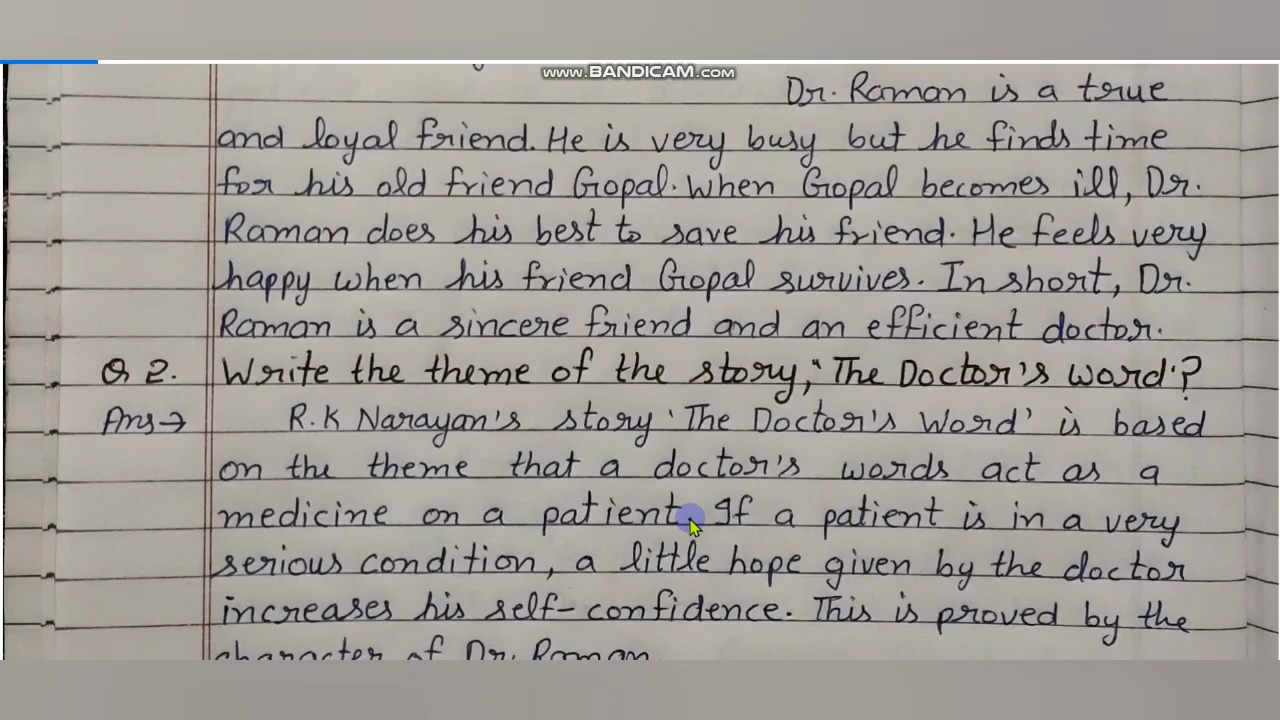 www.BANDICAM.com
Dr. Raman is a true
and loyal friend. He is very busy but he finds time
for his old friend Gopal. When Gopal becomes ill, Dr.
Raman does his best to save his friend. He feels very
happy when his friend Gopal survives. In short, Dr.
Raman is a sincere friend and an efficient doctor.
Q 2. Write the theme of the story, "The Doctor's word'?
Ans→ R.K Narayan's story 'The Doctor's Word' is based
on the theme that a doctor's words act as a
medicine on a patient. If a patient is in a very
serious condition, a little hope given by the doctor
increases his self-confidence. This is proved by the
character of Dr. Raman.